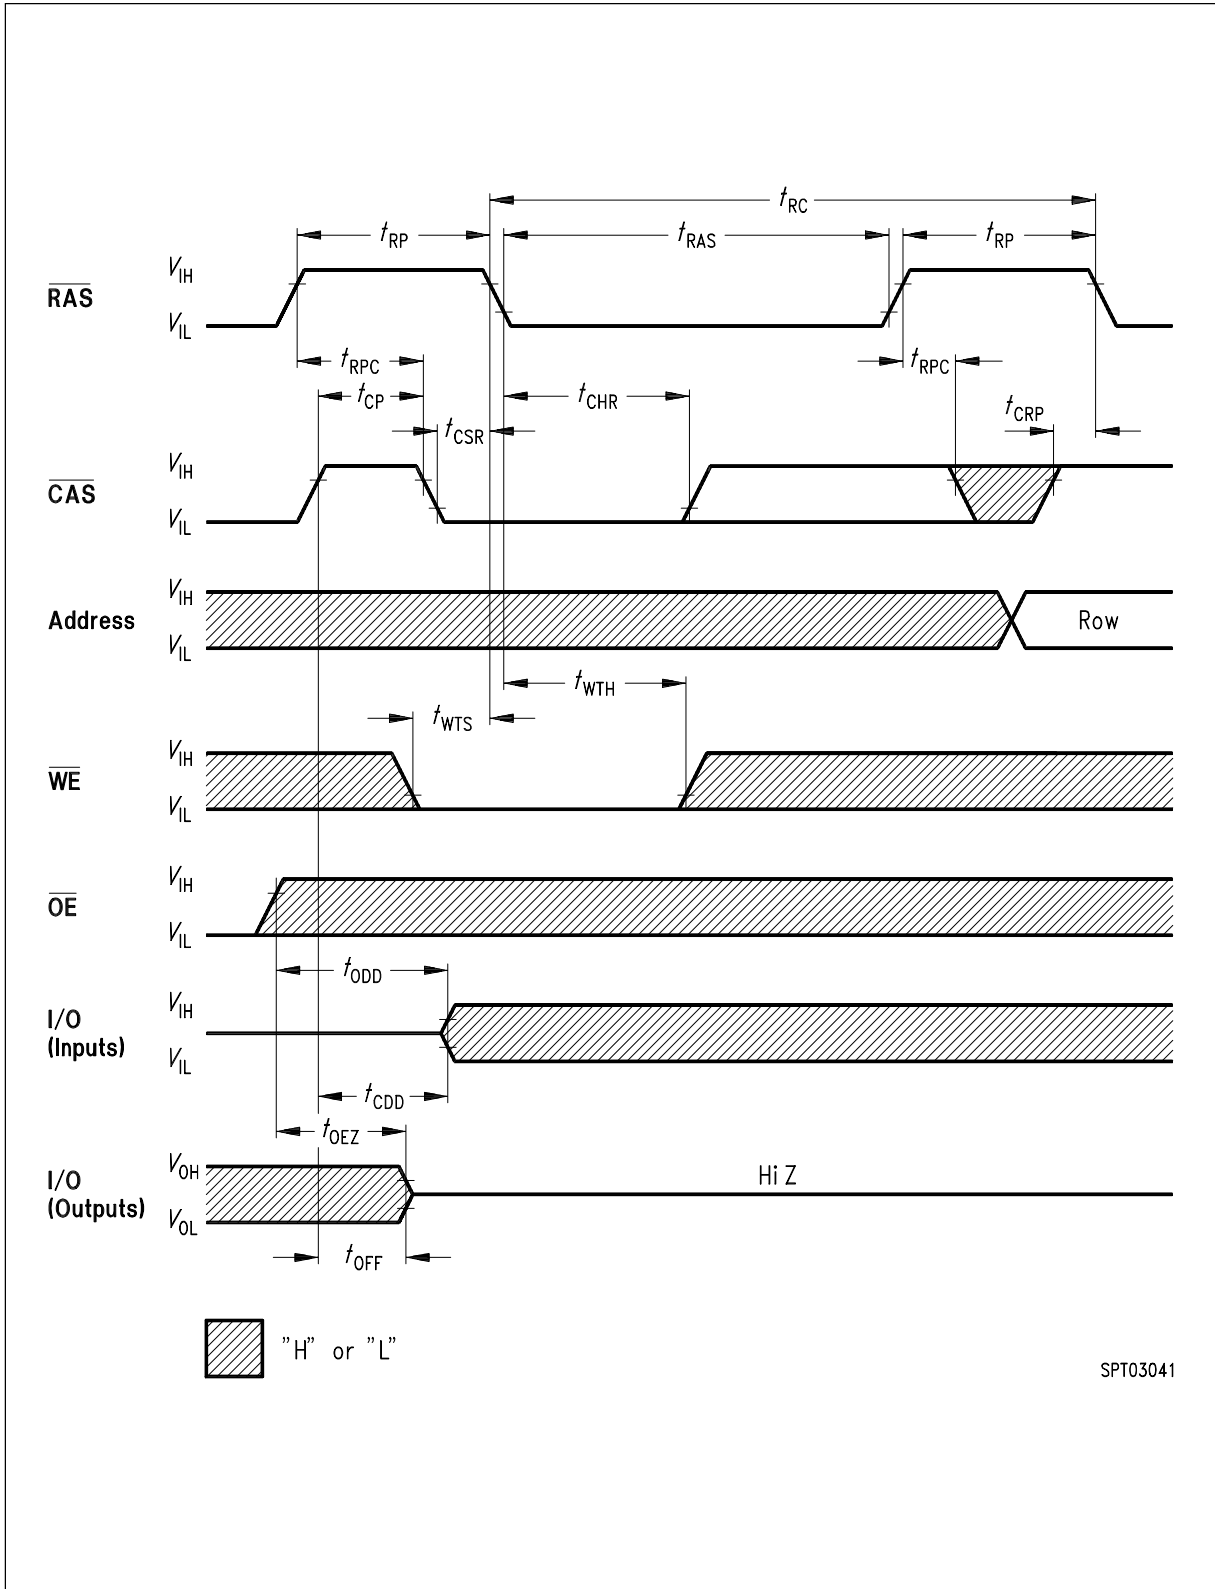 tRC
tRP tRAS tRP
RAS VIH
VIL
tRPC tRPC
tCP tCHR tCRP
tCSR
CAS VIH
VIL
Address VIH
VIL
Row
tWTH
tWTS
WE VIH
VIL
OE VIH
VIL
tODD
I/O (Inputs) VIH
VIL
tCDD
tOEZ
I/O (Outputs) VOH
VOL
Hi Z
tOFF
"H" or "L"
SPT03041